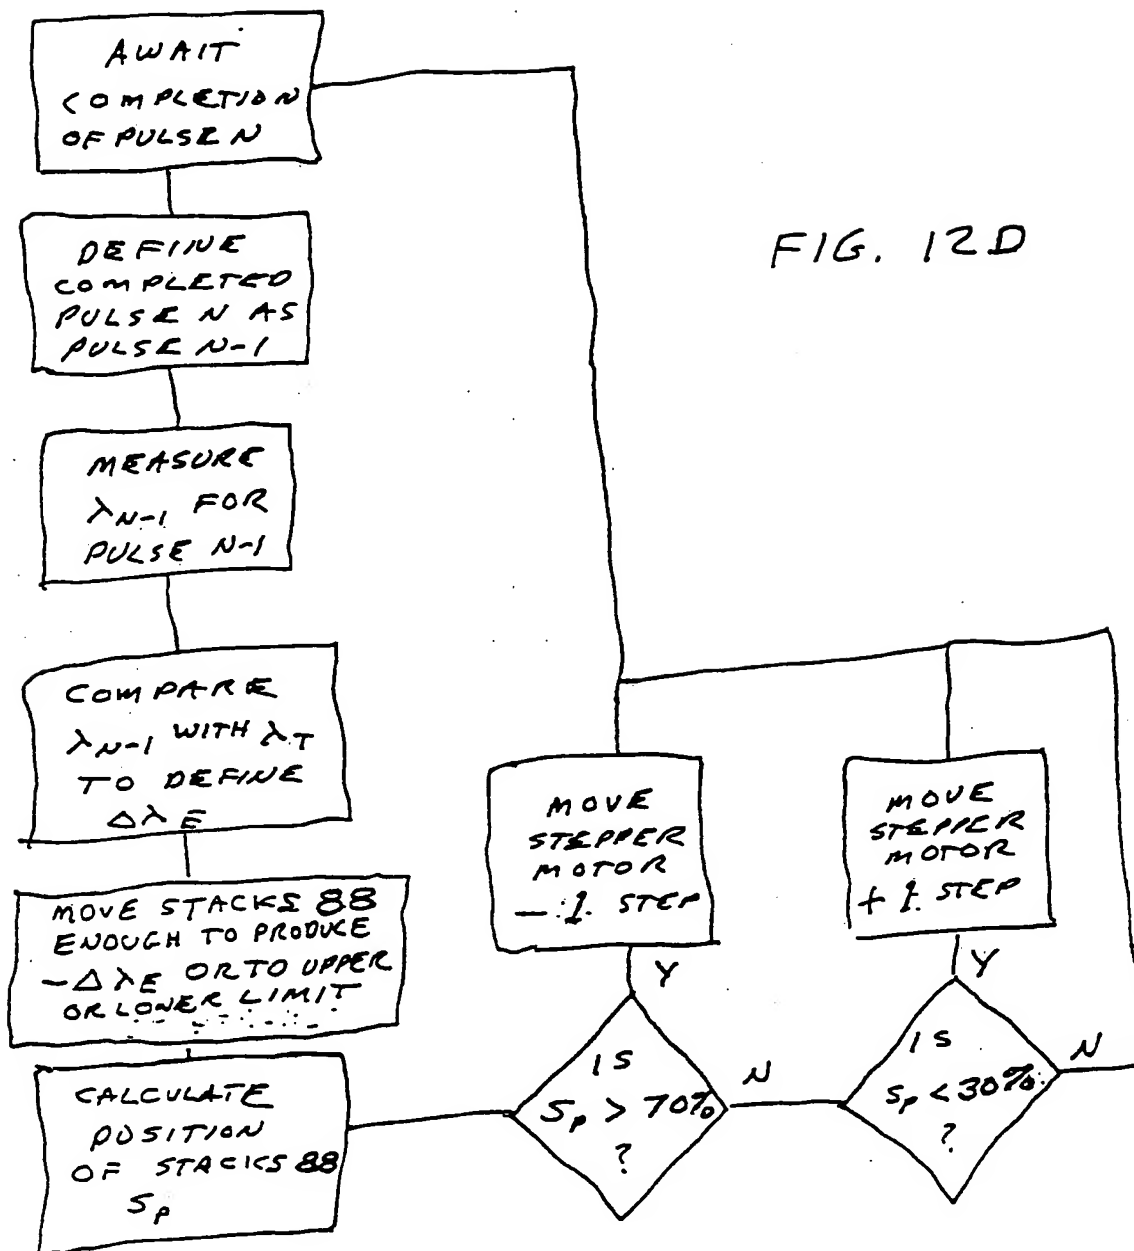 AWAIT
COMPLETION
OF PULSE N
DEFINE
COMPLETED
PULSE N AS
PULSE N-1
MEASURE
λN-1 FOR
PULSE N-1
COMPARE
λN-1 WITH λT
TO DEFINE
ΔλE
MOVE STACKS 88
ENOUGH TO PRODUCE
-ΔλE OR TO UPPER
OR LONER LIMIT
CALCULATE
POSITION
OF STACKS 88
Sp
FIG. 12D
MOVE
STEPPER
MOTOR
- 1 STEP
Y
IS
Sp > 70%
?
N
MOVE
STEPPER
MOTOR
+ 1 STEP
Y
IS
Sp < 30%
?
N